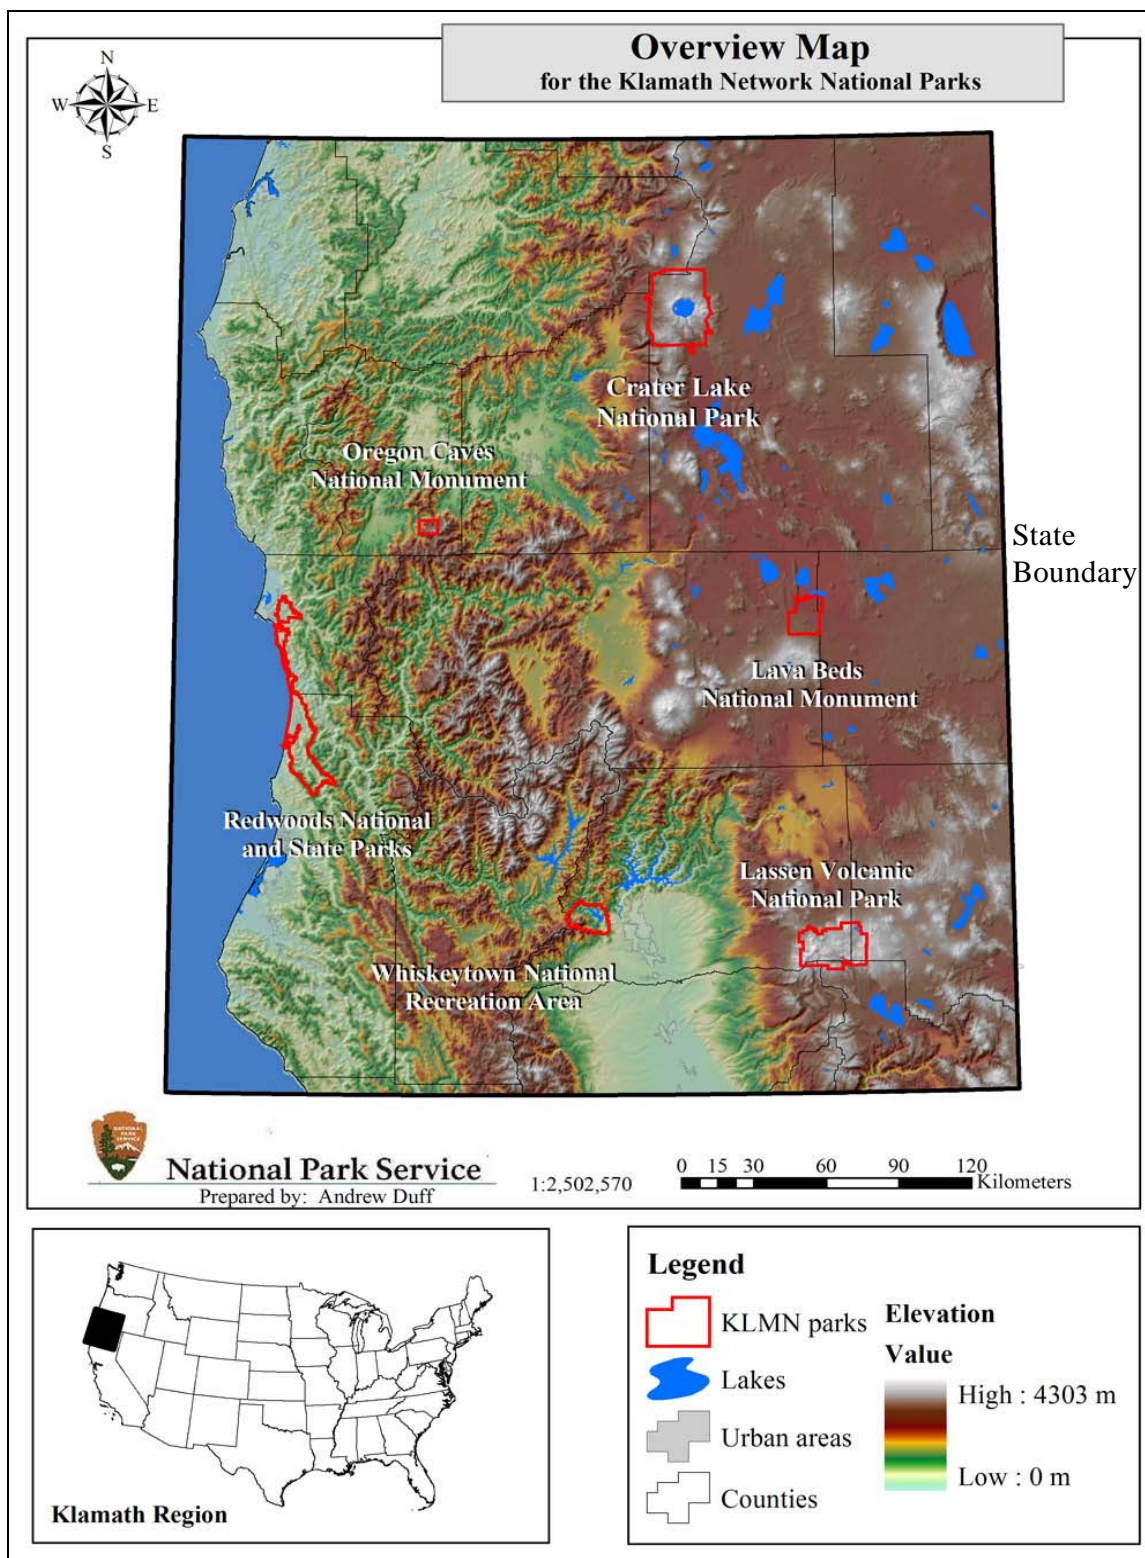 Overview Map
for the Klamath Network National Parks
N
W
E
S
Crater Lake
National Park
Oregon Caves
National Monument
State
Boundary
Lava Beds
National Monument
Redwoods National
and State Parks
Lassen Volcanic
National Park
Whiskeytown National
Recreation Area
NATIONAL
PARK
SERVICE
National Park Service
Prepared by: Andrew Duff
1:2,502,570
0 15 30 60 90 120
Kilometers
Klamath Region
Legend
KLMN parks
Lakes
Urban areas
Counties
Elevation
Value
High : 4303 m
Low : 0 m